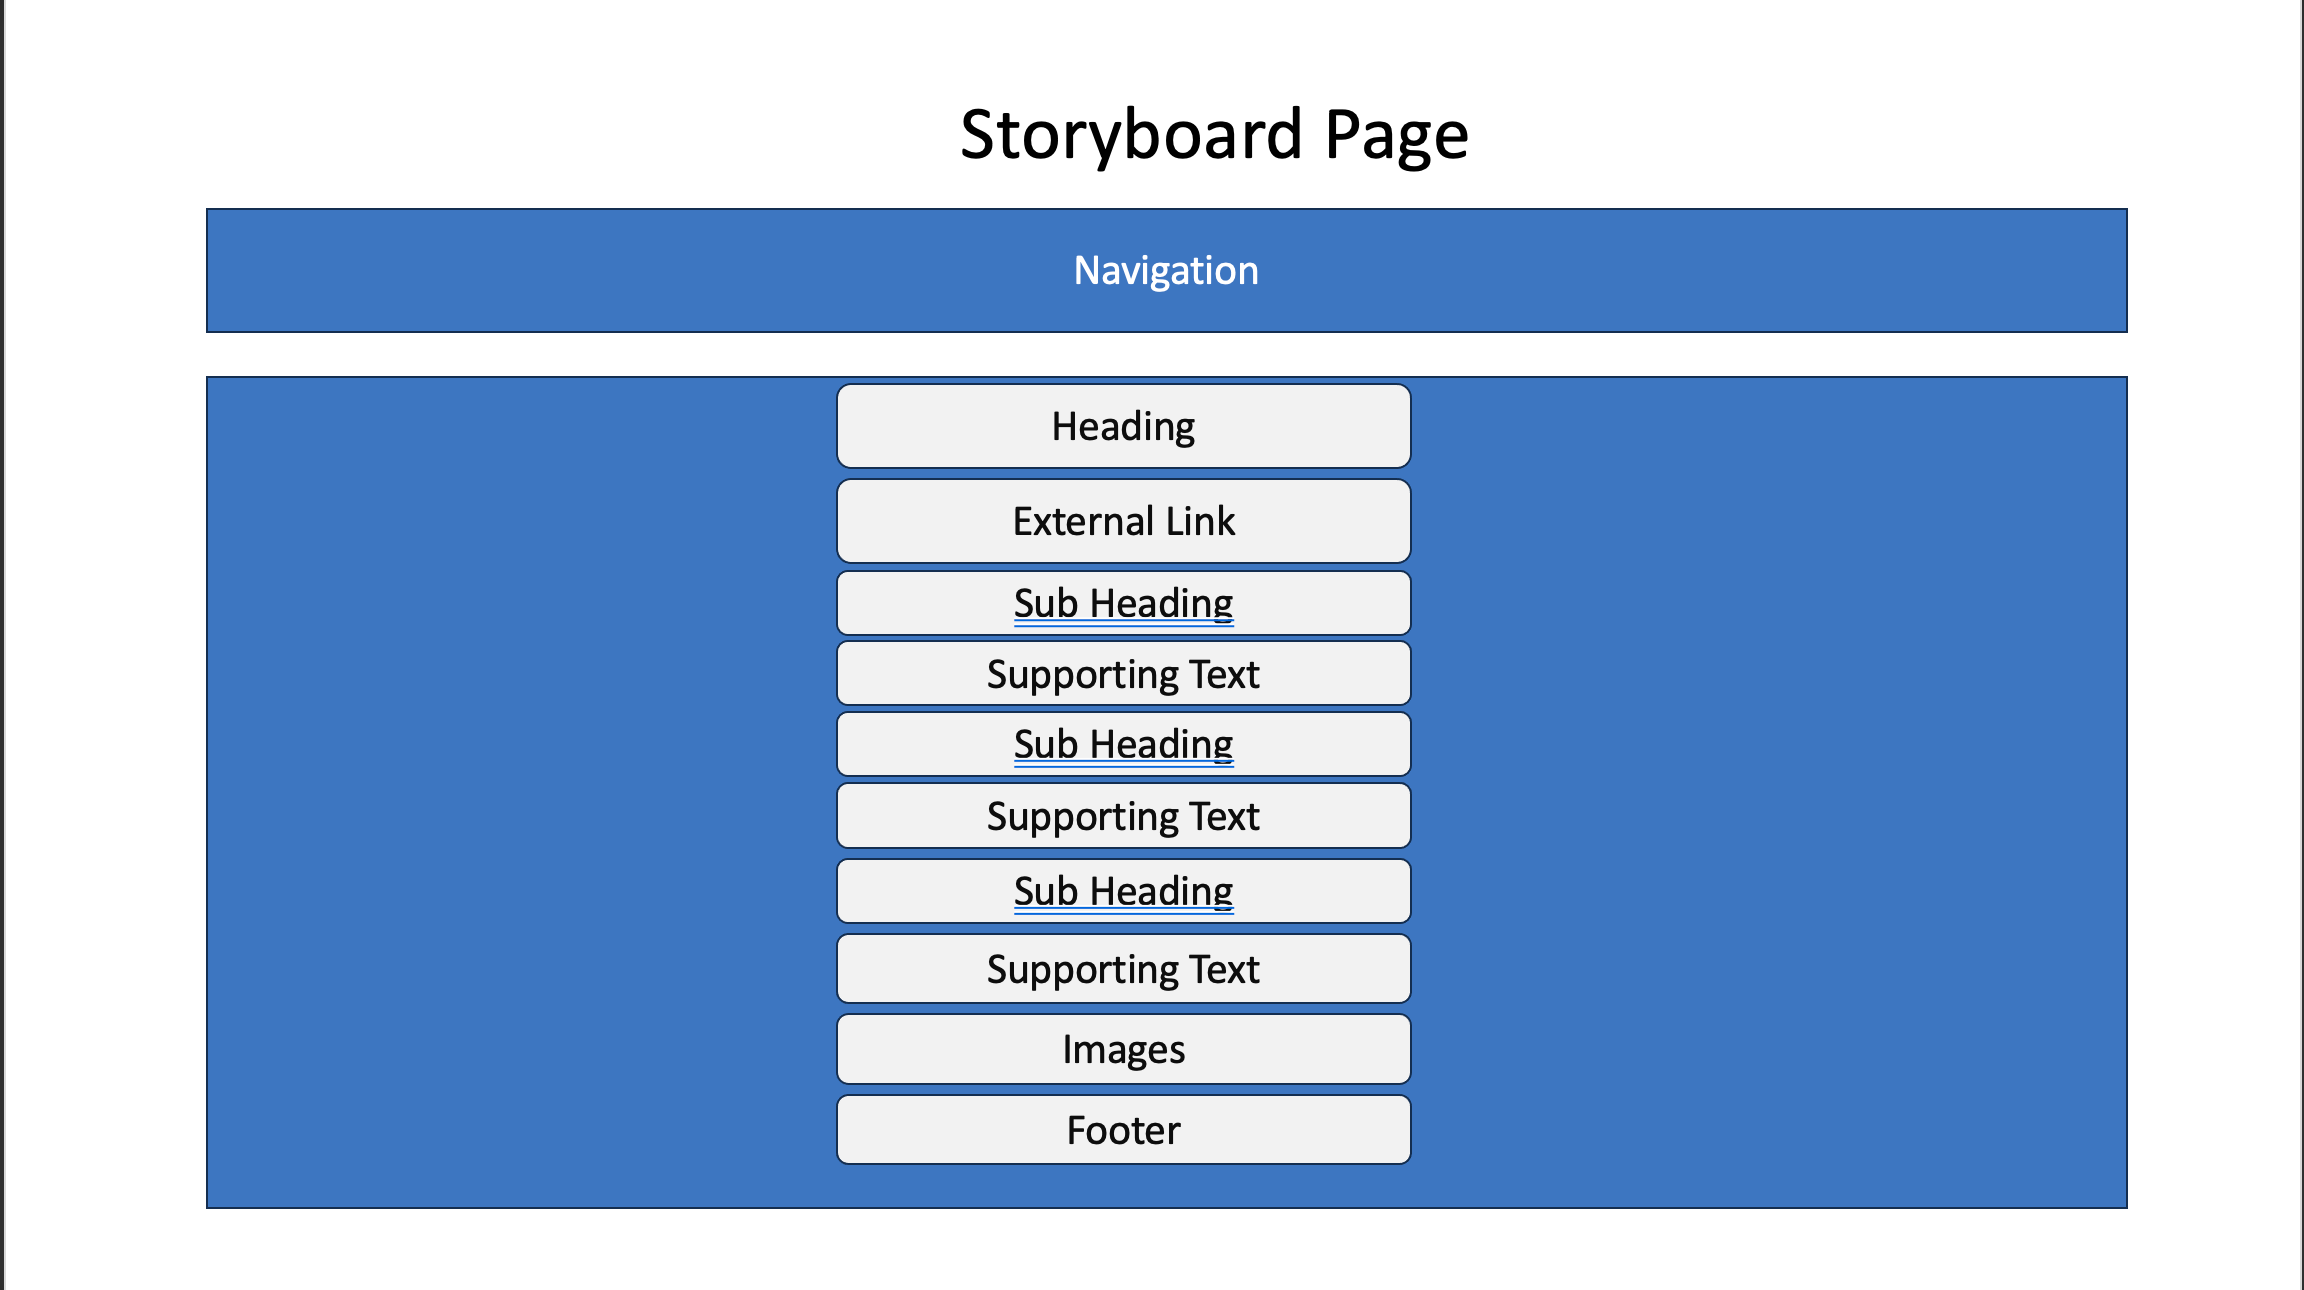 Storyboard Page
Navigation
Heading
External Link
Sub Heading
Supporting Text
Sub Heading
Supporting Text
Sub Heading
Supporting Text
Images
Footer